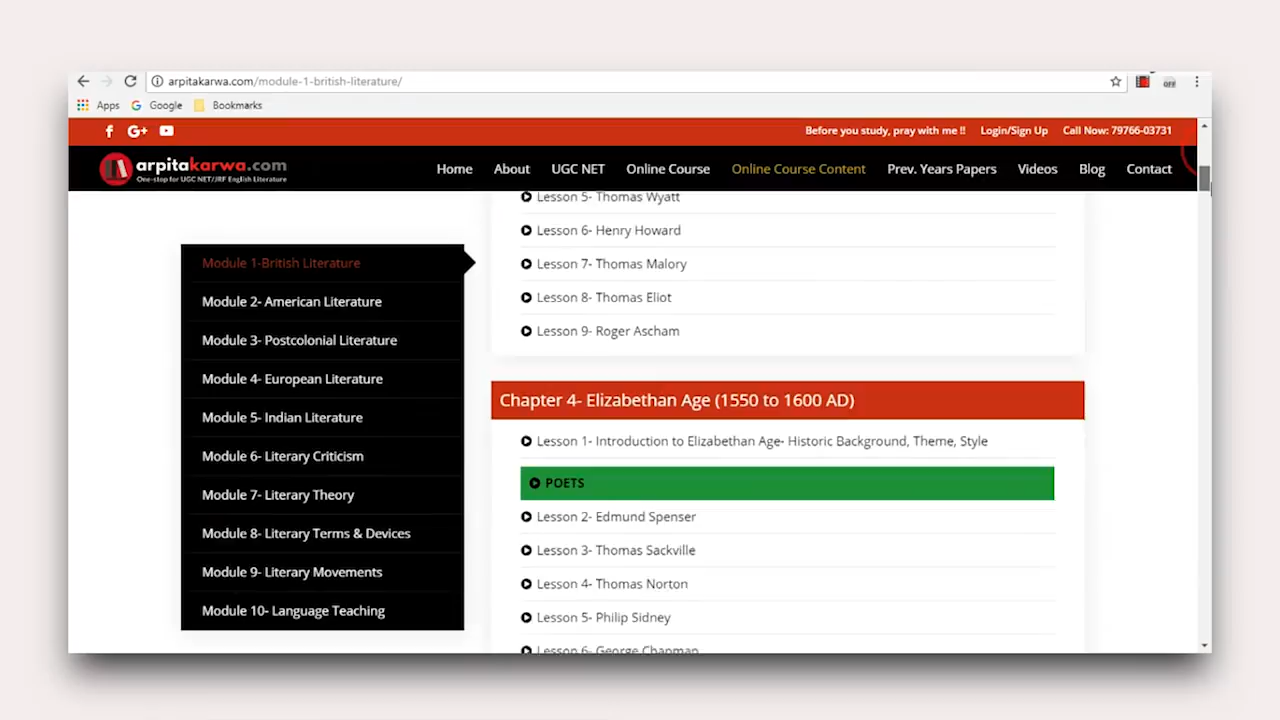 arpitakarwa.com/module-1-british-literature/
OFF
Apps Google Bookmarks
Before you study, pray with me !! Login/Sign Up Call Now: 79766-03731
arpitakarwa.com
One-stop for UGC NET/JRF English Literature
Home About UGC NET Online Course Online Course Content Prev. Years Papers Videos Blog Contact
Module 1-British Literature
Module 2- American Literature
Module 3- Postcolonial Literature
Module 4- European Literature
Module 5- Indian Literature
Module 6- Literary Criticism
Module 7- Literary Theory
Module 8- Literary Terms & Devices
Module 9- Literary Movements
Module 10- Language Teaching
Lesson 5- Thomas Wyatt
Lesson 6- Henry Howard
Lesson 7- Thomas Malory
Lesson 8- Thomas Eliot
Lesson 9- Roger Ascham
Chapter 4- Elizabethan Age (1550 to 1600 AD)
Lesson 1- Introduction to Elizabethan Age- Historic Background, Theme, Style
POETS
Lesson 2- Edmund Spenser
Lesson 3- Thomas Sackville
Lesson 4- Thomas Norton
Lesson 5- Philip Sidney
Lesson 6- George Chapman